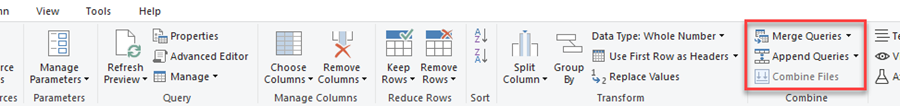 View Tools Help
Properties
Advanced Editor
Manage
Manage Parameters
Refresh Preview
Choose Columns
Remove Columns
Keep Rows
Remove Rows
Split Column
Group By
Data Type: Whole Number
Use First Row as Headers
Replace Values
Merge Queries
Append Queries
Combine Files
Parameters
Query
Manage Columns
Reduce Rows
Sort
Transform
Combine